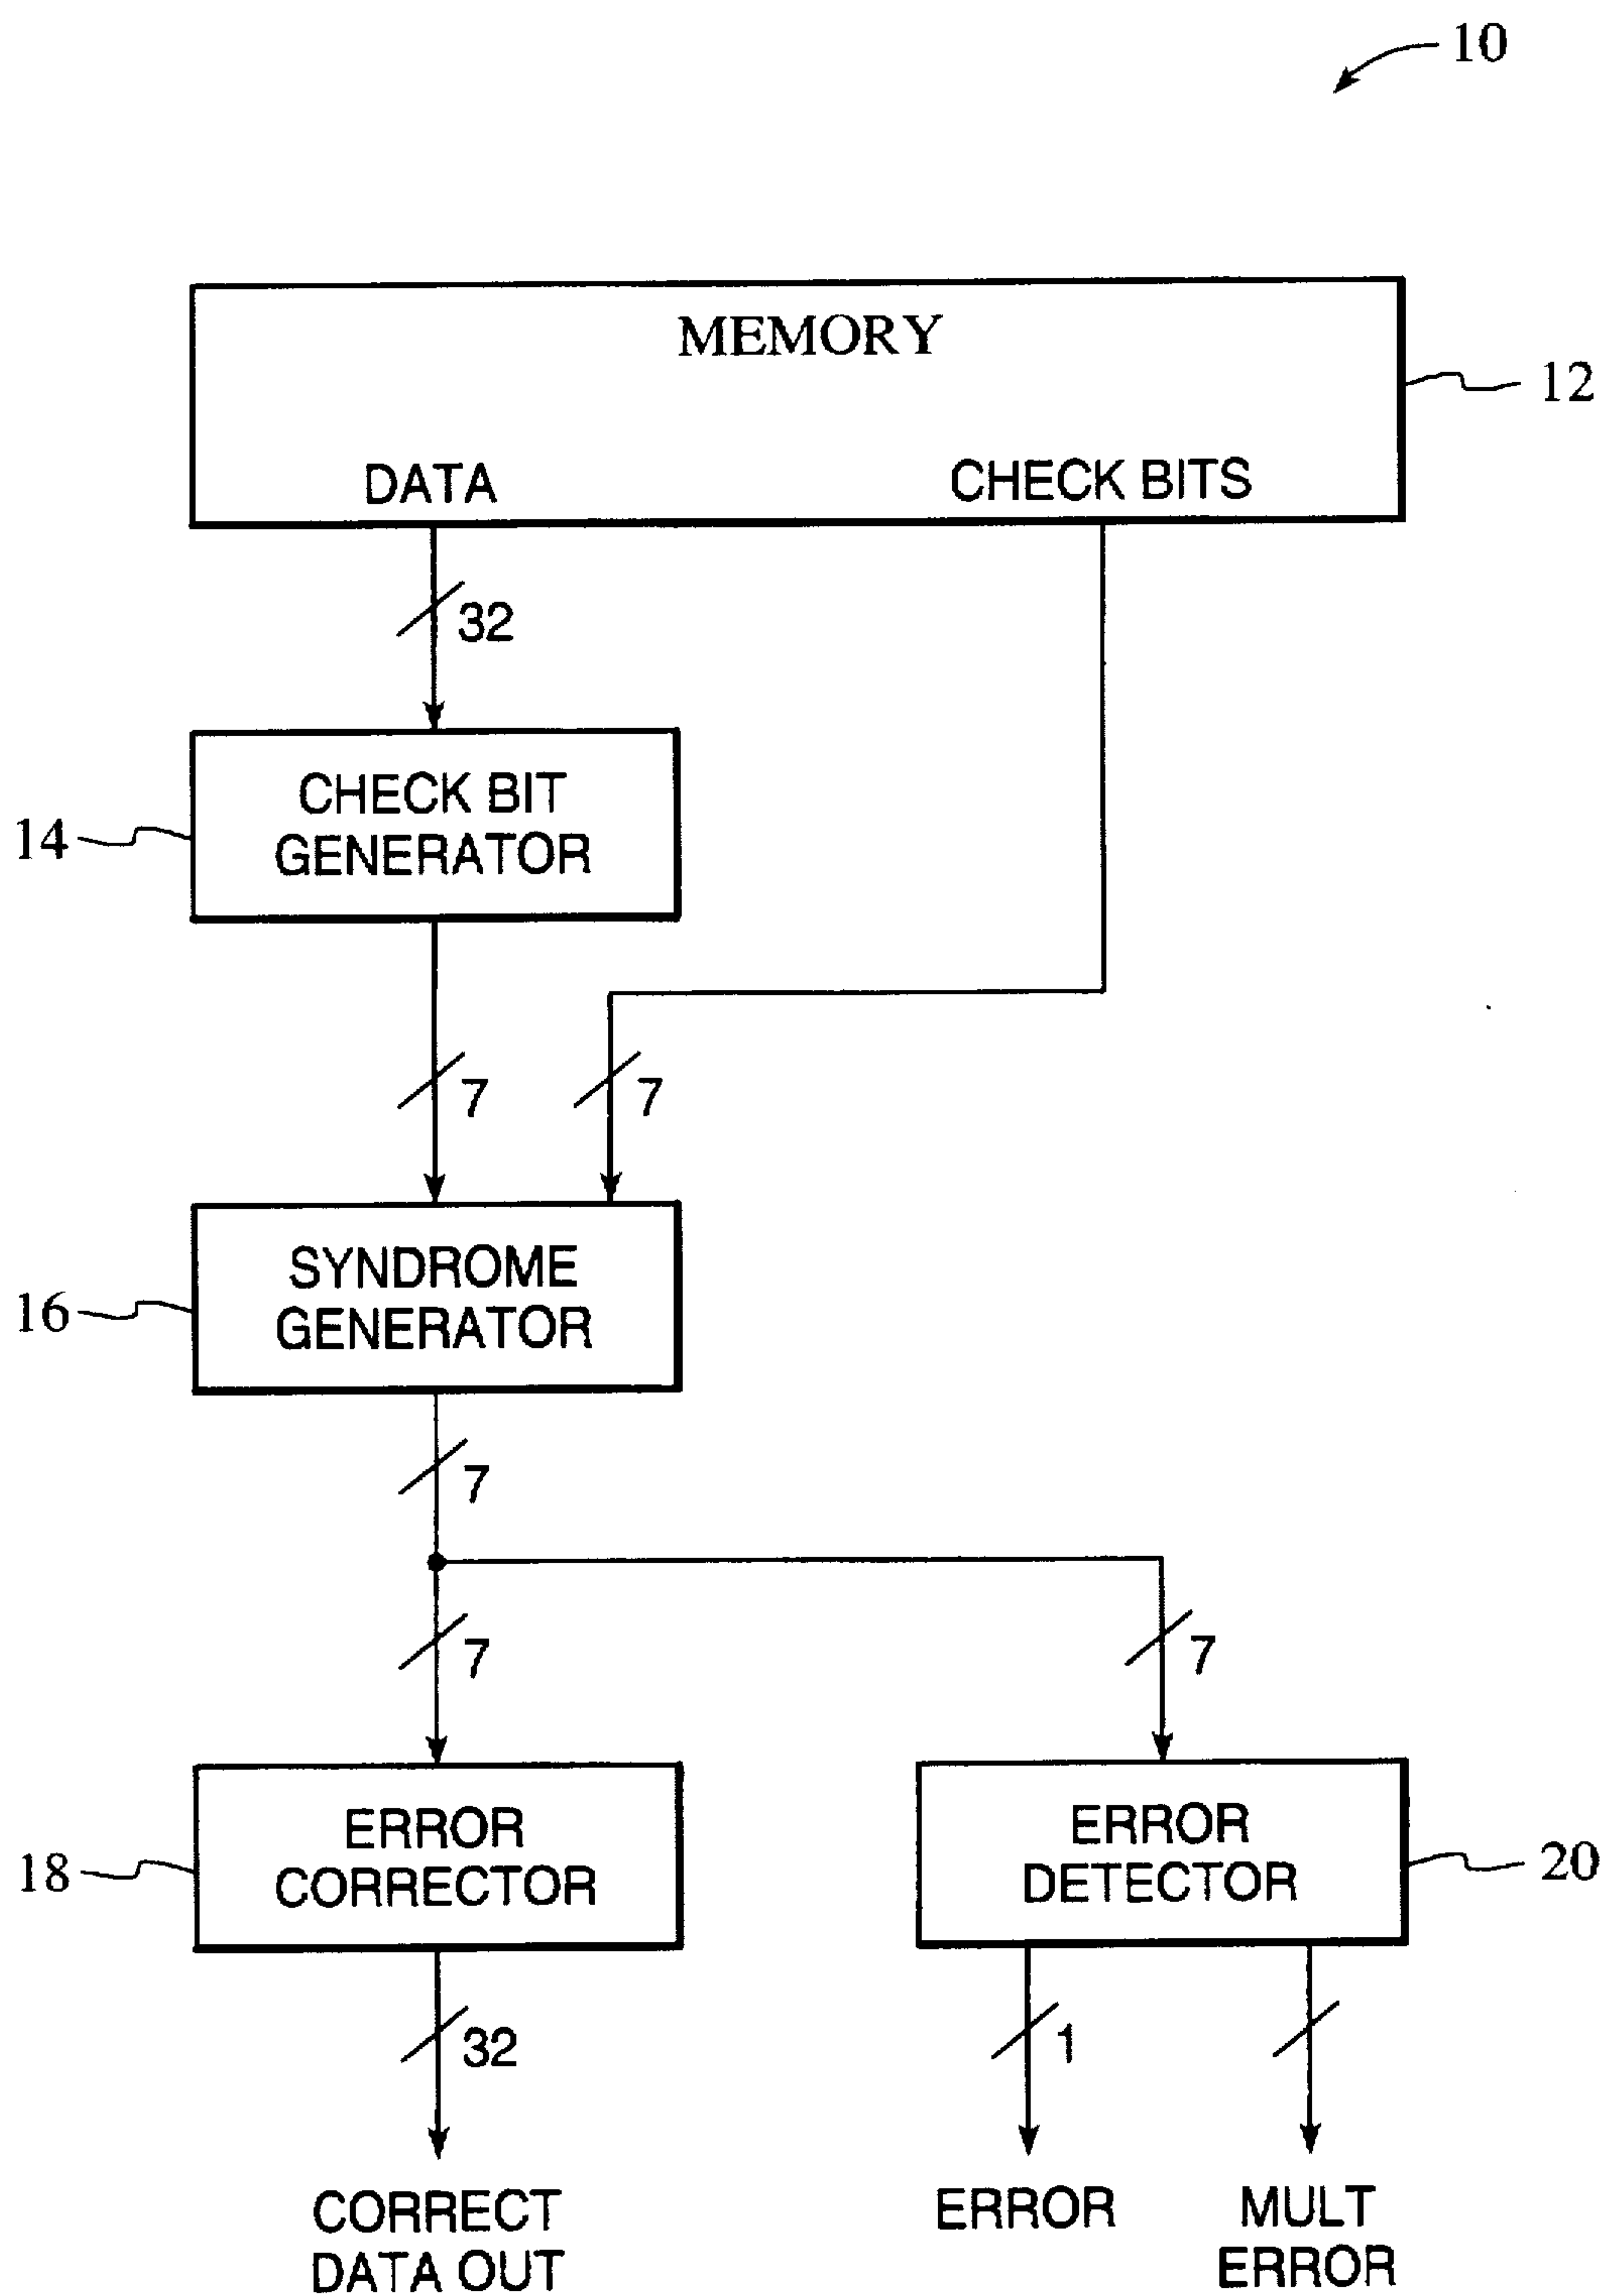 10
MEMORY
12
DATA
CHECK BITS
32
CHECK BIT
GENERATOR
14
7
7
SYNDROME
GENERATOR
16
7
7
7
ERROR
CORRECTOR
18
ERROR
DETECTOR
20
32
1
CORRECT
DATA OUT
ERROR
MULT
ERROR